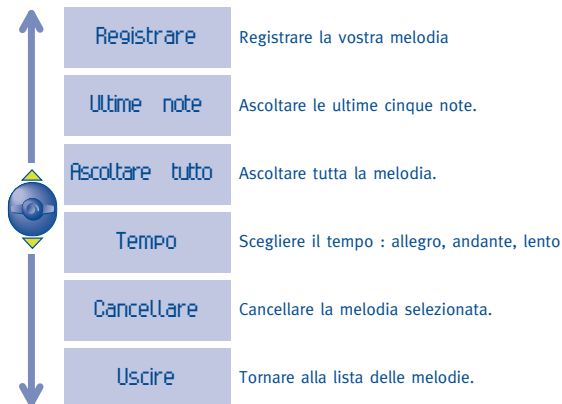 Registrare Registrare la vostra melodia
Ultime note Ascoltare le ultime cinque note.
Ascoltare tutto Ascoltare tutta la melodia.
Tempo Scegliere il tempo : allegro, andante, lento
Cancellare Cancellare la melodia selezionata.
Uscire Tornare alla lista delle melodie.